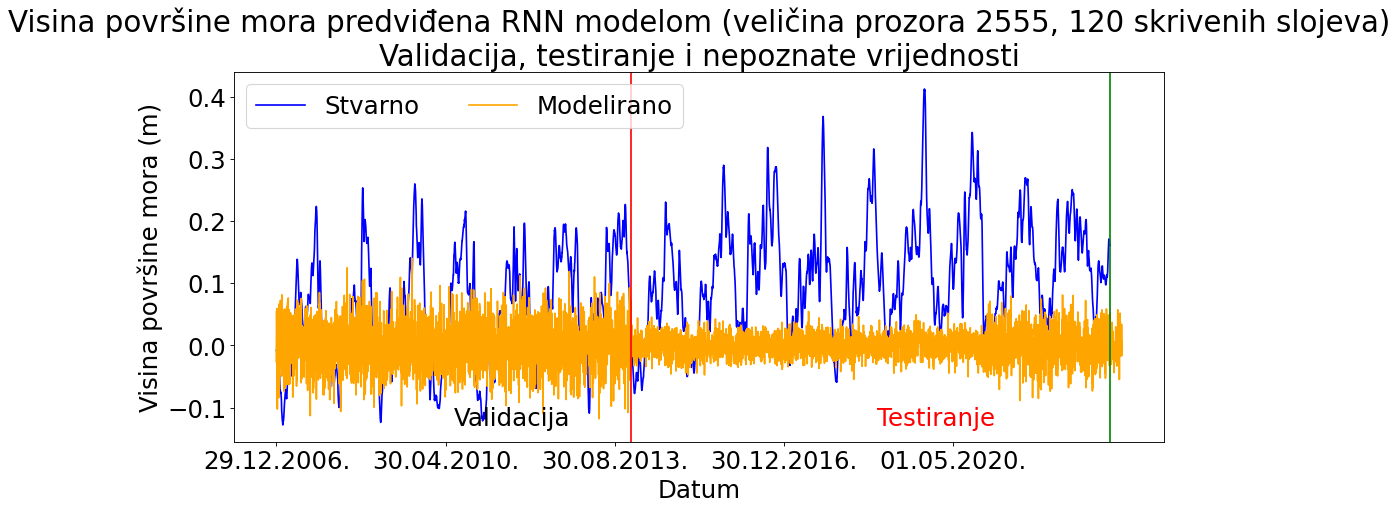 Visina površine mora predviđena RNN modelom (veličina prozora 2555, 120 skrivenih slojeva)
Validacija, testiranje i nepoznate vrijednosti
Stvarno
Modelirano
Visina površine mora (m)
0.4
0.3
0.2
0.1
0.0
−0.1
Validacija
Testiranje
29.12.2006.
30.04.2010.
30.08.2013.
30.12.2016.
01.05.2020.
Datum